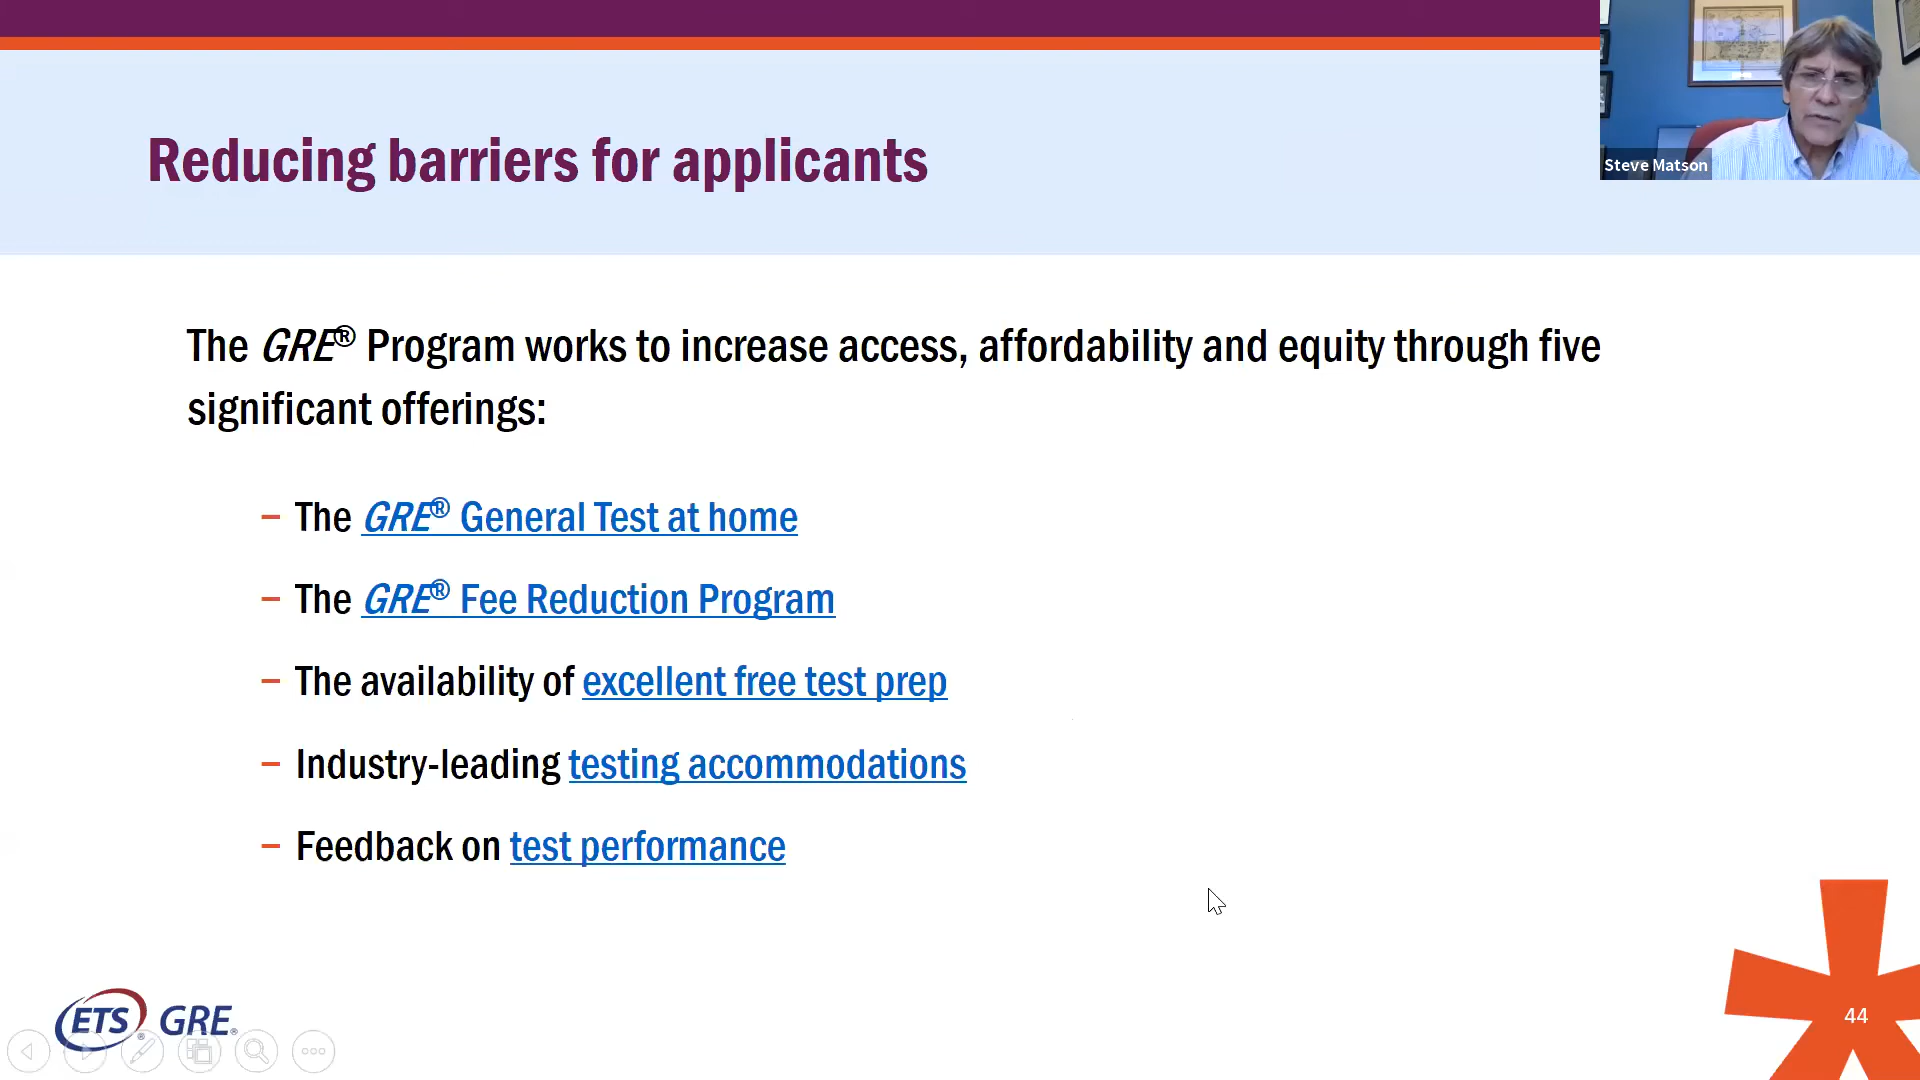 Steve Matson
Reducing barriers for applicants
The GRE® Program works to increase access, affordability and equity through five
significant offerings:
– The GRE® General Test at home
– The GRE® Fee Reduction Program
– The availability of excellent free test prep
– Industry-leading testing accommodations
– Feedback on test performance
ETS® GRE®
44